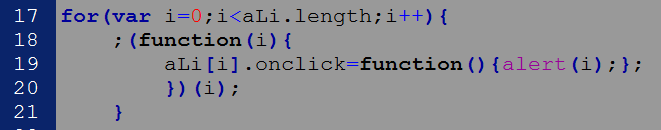 17 for(var i=0;i<aLi.length;i++){
18     ;(function(i){
19         aLi[i].onclick=function(){alert(i);};
20         })(i);
21     }